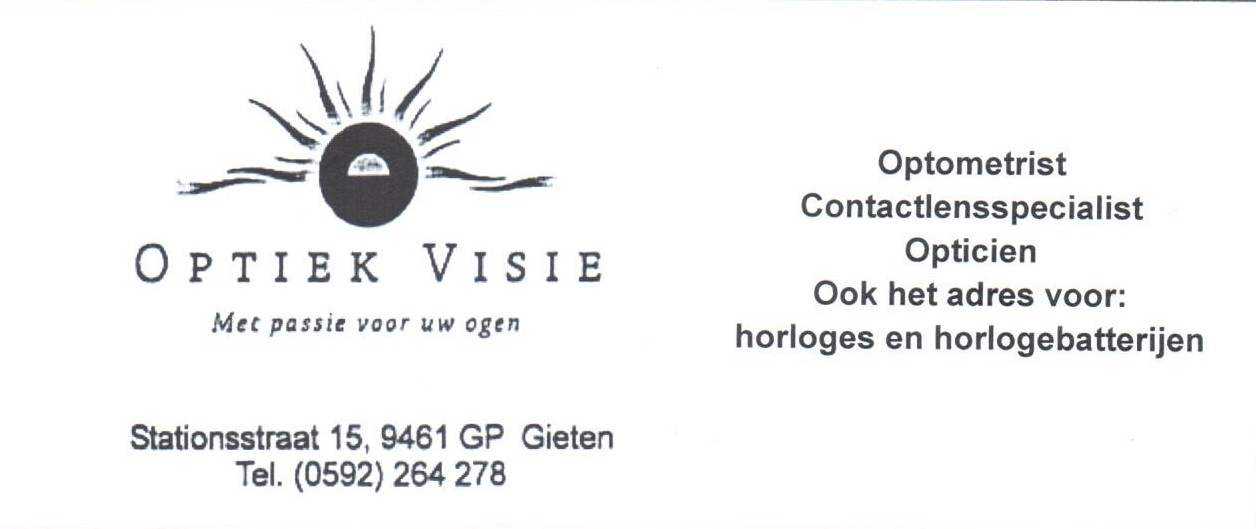 OPTIEK VISIE
Met passie voor uw ogen
Stationsstraat 15, 9461 GP Gieten
Tel. (0592) 264 278
Optometrist
Contactlensspecialist
Opticien
Ook het adres voor:
horloges en horlogebatterijen